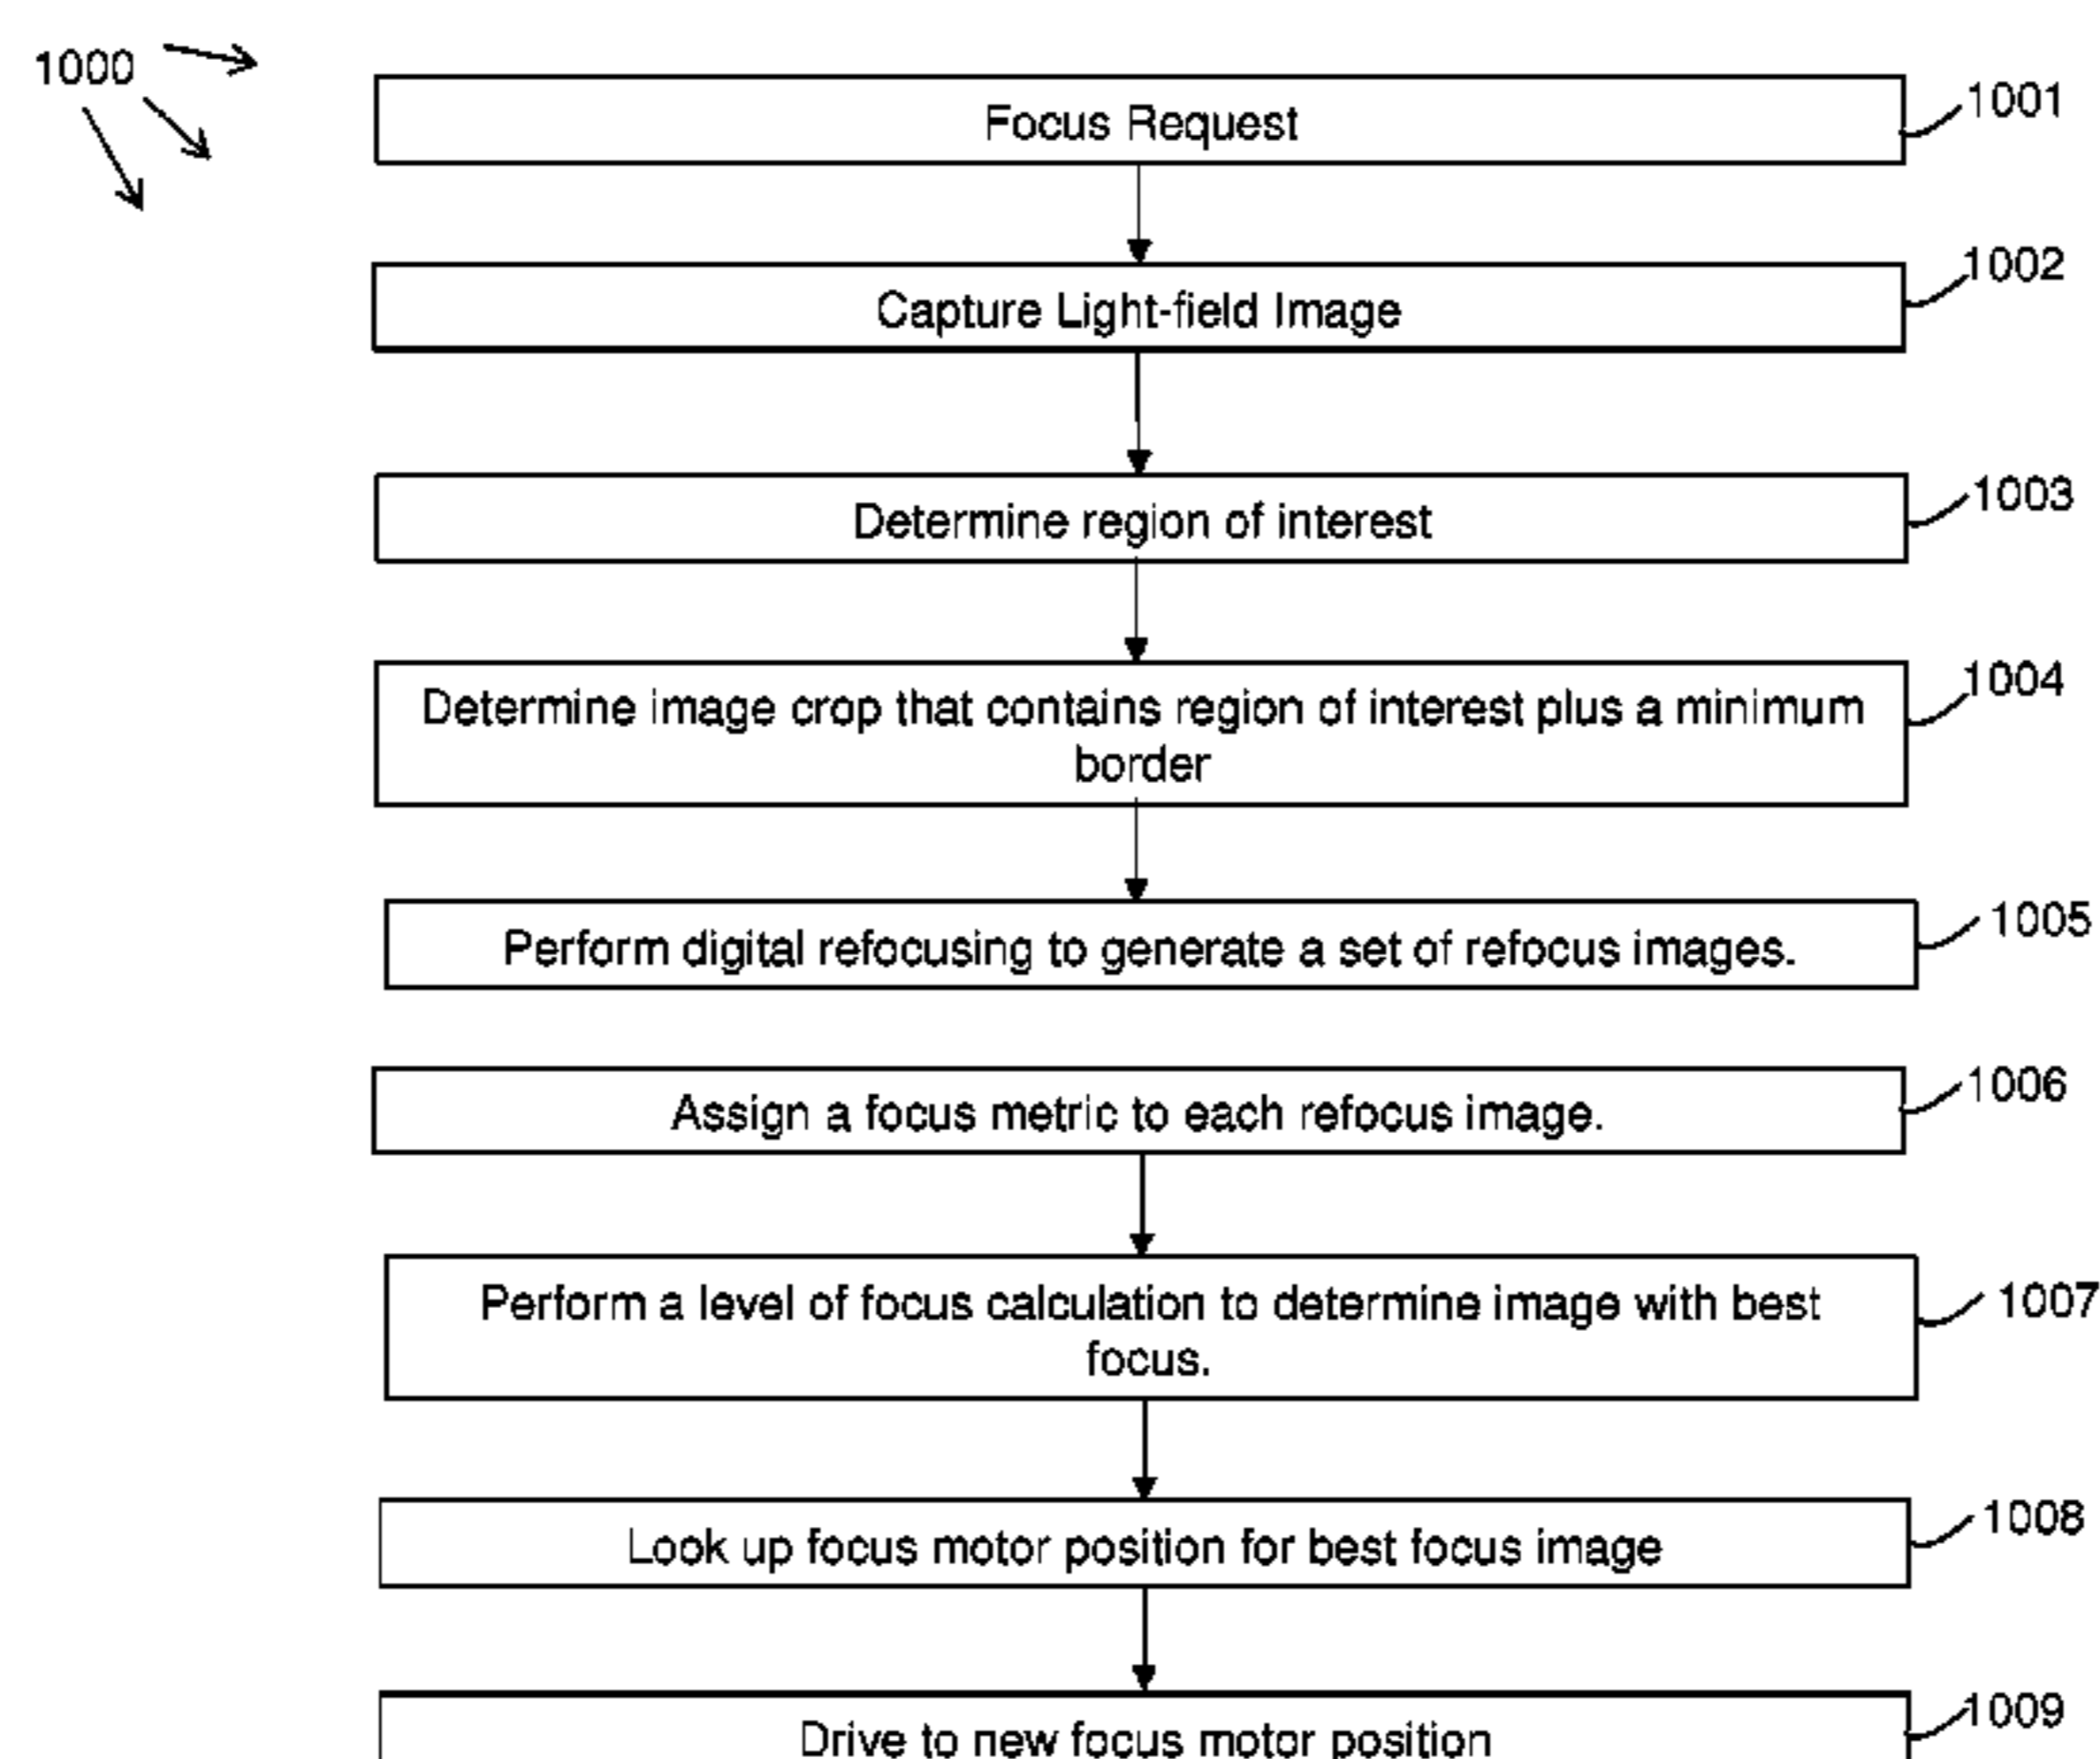 1000
Focus Request
1001
Capture Light-field Image
1002
Determine region of interest
1003
Determine image crop that contains region of interest plus a minimum
border
1004
Perform digital refocusing to generate a set of refocus images.
1005
Assign a focus metric to each refocus image.
1006
Perform a level of focus calculation to determine image with best
focus.
1007
Look up focus motor position for best focus image
1008
Drive to new focus motor position
1009